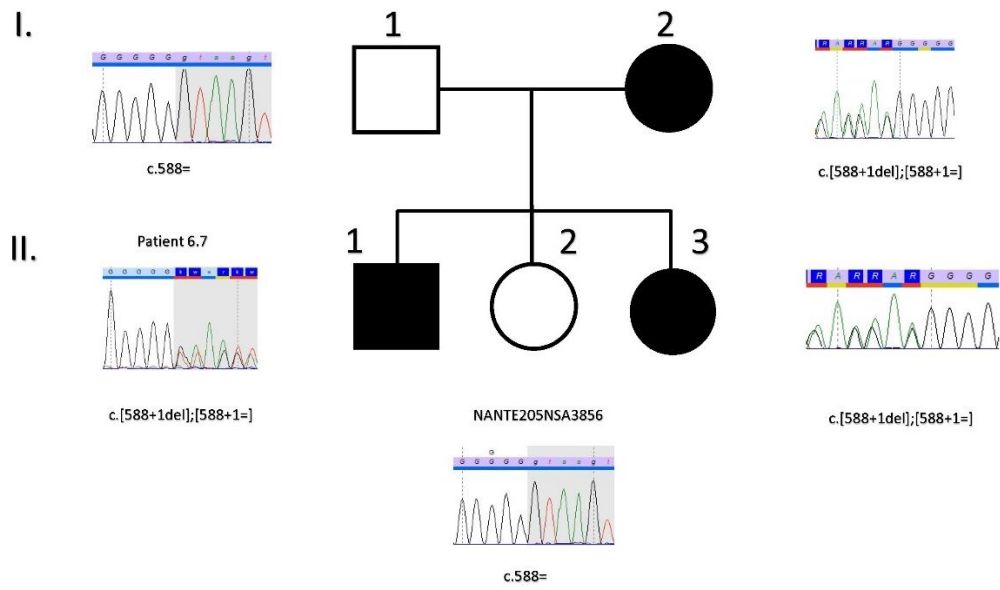 I.
1
2
G G G G G g t a a g t
R A R R A R G G G G G
c.588=
c.[588+1del];[588+1=]
II.
Patient 6.7
1
2
3
G G G G G k w a r k w
R A R R A R G G G G
c.[588+1del];[588+1=]
NANTE205NSA3856
c.[588+1del];[588+1=]
G
G G G G G g t a a g t
c.588=